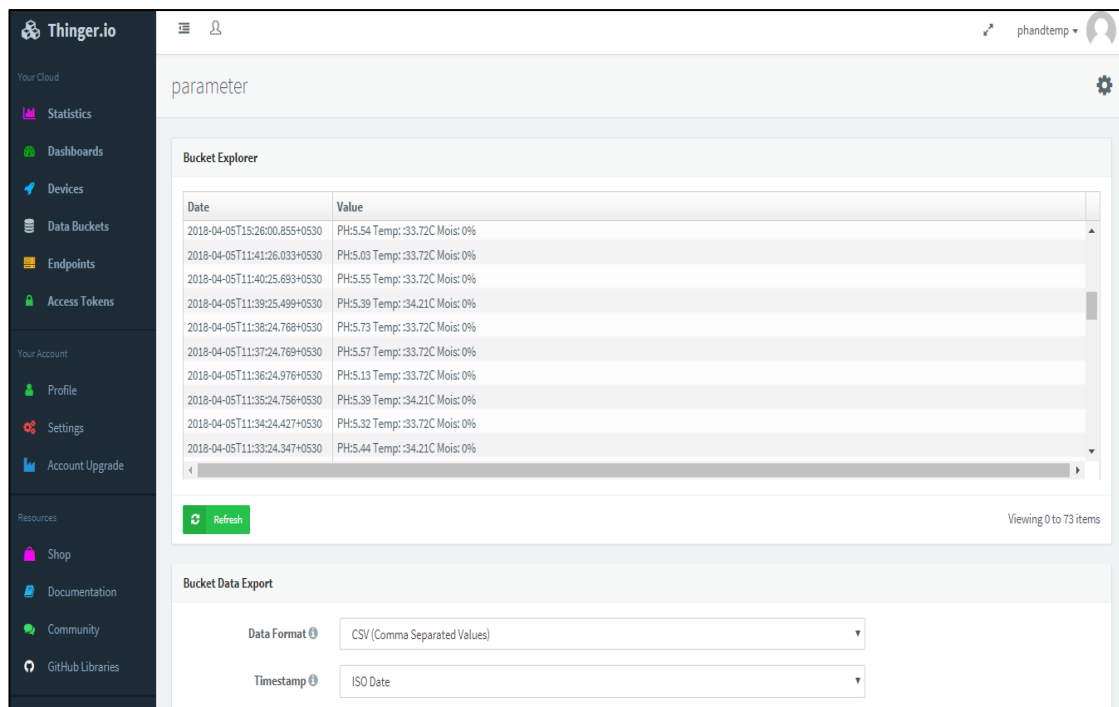 Thinger.io
phandtemp
Your Cloud
Statistics
Dashboards
Devices
Data Buckets
Endpoints
Access Tokens
Your Account
Profile
Settings
Account Upgrade
Resources
Shop
Documentation
Community
GitHub Libraries
parameter
Bucket Explorer
Date Value
2018-04-05T15:26:00.855+0530 PH:5.54 Temp: :33.72C Mois: 0%
2018-04-05T11:41:26.033+0530 PH:5.03 Temp: :33.72C Mois: 0%
2018-04-05T11:40:25.693+0530 PH:5.55 Temp: :33.72C Mois: 0%
2018-04-05T11:39:25.499+0530 PH:5.39 Temp: :34.21C Mois: 0%
2018-04-05T11:38:24.768+0530 PH:5.73 Temp: :33.72C Mois: 0%
2018-04-05T11:37:24.769+0530 PH:5.57 Temp: :33.72C Mois: 0%
2018-04-05T11:36:24.976+0530 PH:5.13 Temp: :33.72C Mois: 0%
2018-04-05T11:35:24.756+0530 PH:5.39 Temp: :34.21C Mois: 0%
2018-04-05T11:34:24.427+0530 PH:5.32 Temp: :33.72C Mois: 0%
2018-04-05T11:33:24.347+0530 PH:5.44 Temp: :34.21C Mois: 0%
Refresh
Viewing 0 to 73 items
Bucket Data Export
Data Format CSV (Comma Separated Values)
Timestamp ISO Date